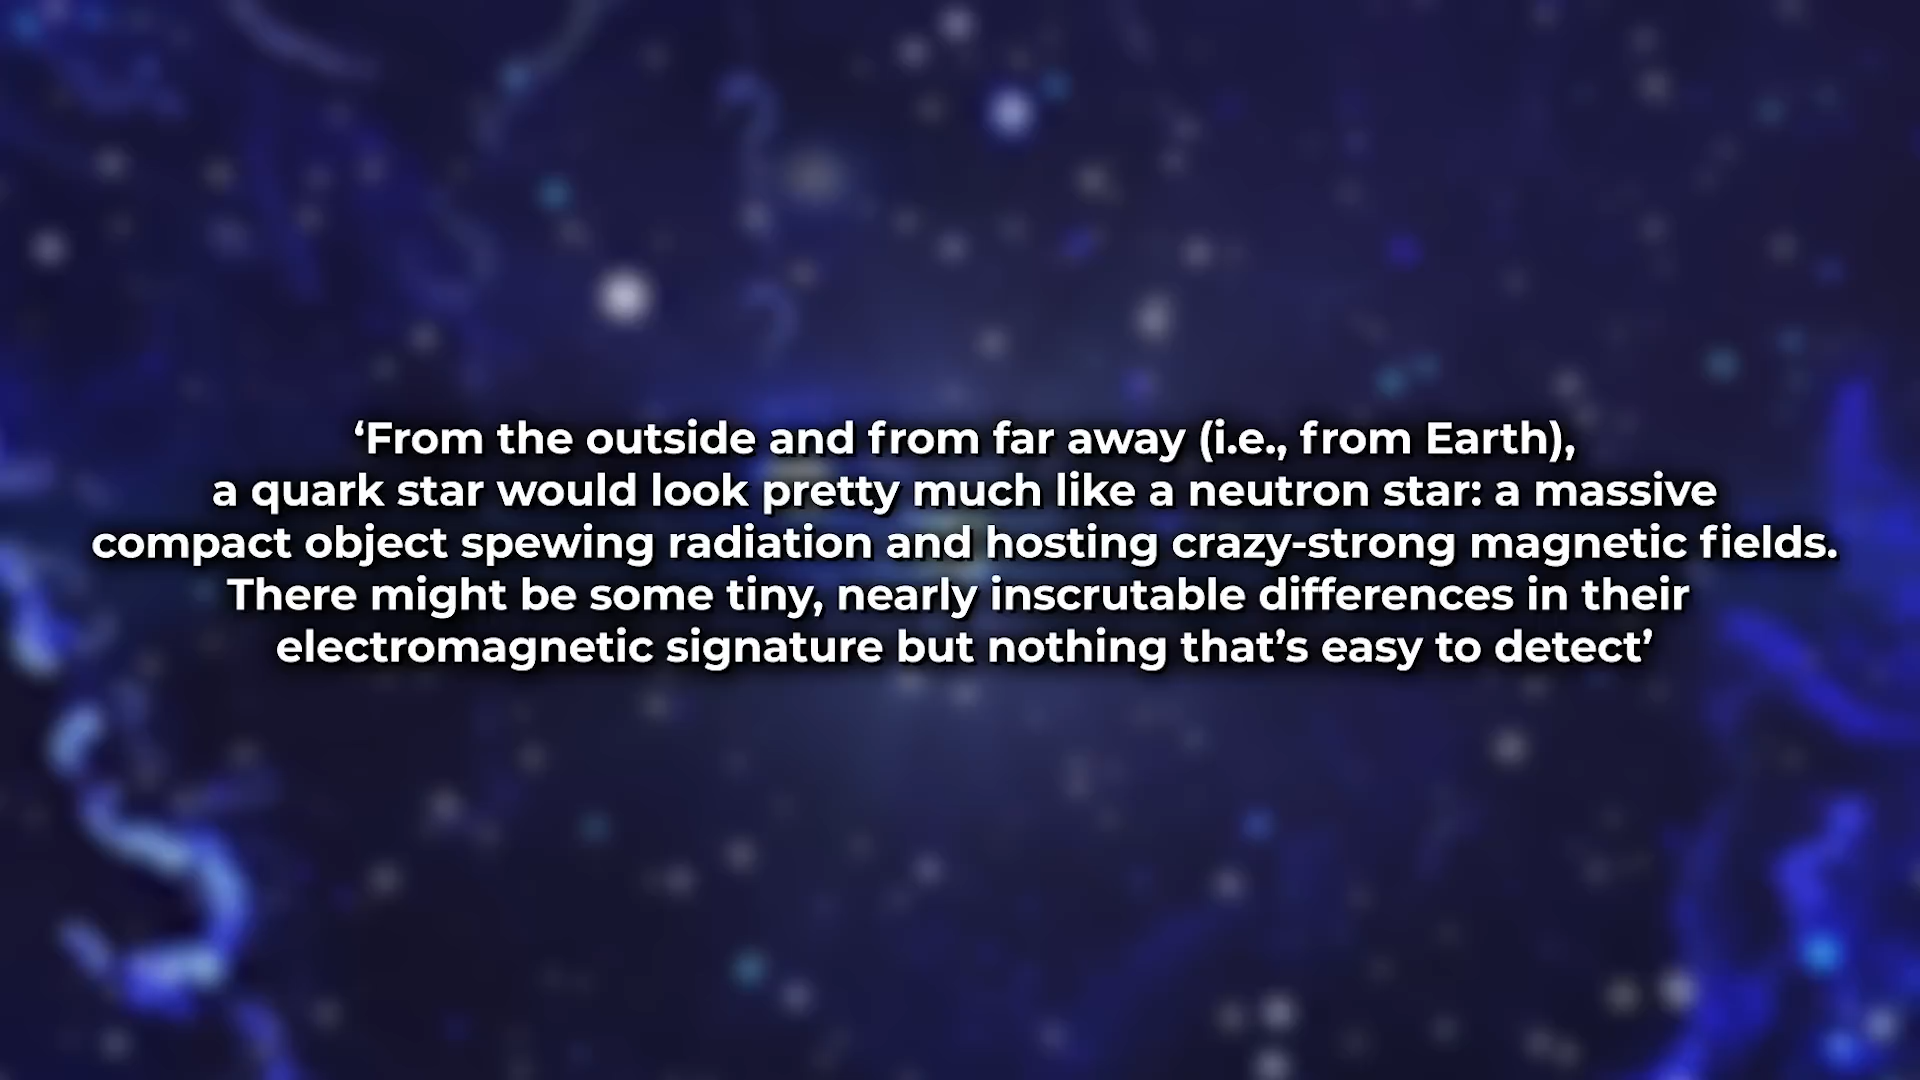 ‘From the outside and from far away (i.e., from Earth),
a quark star would look pretty much like a neutron star: a massive
compact object spewing radiation and hosting crazy-strong magnetic fields.
There might be some tiny, nearly inscrutable differences in their
electromagnetic signature but nothing that’s easy to detect’